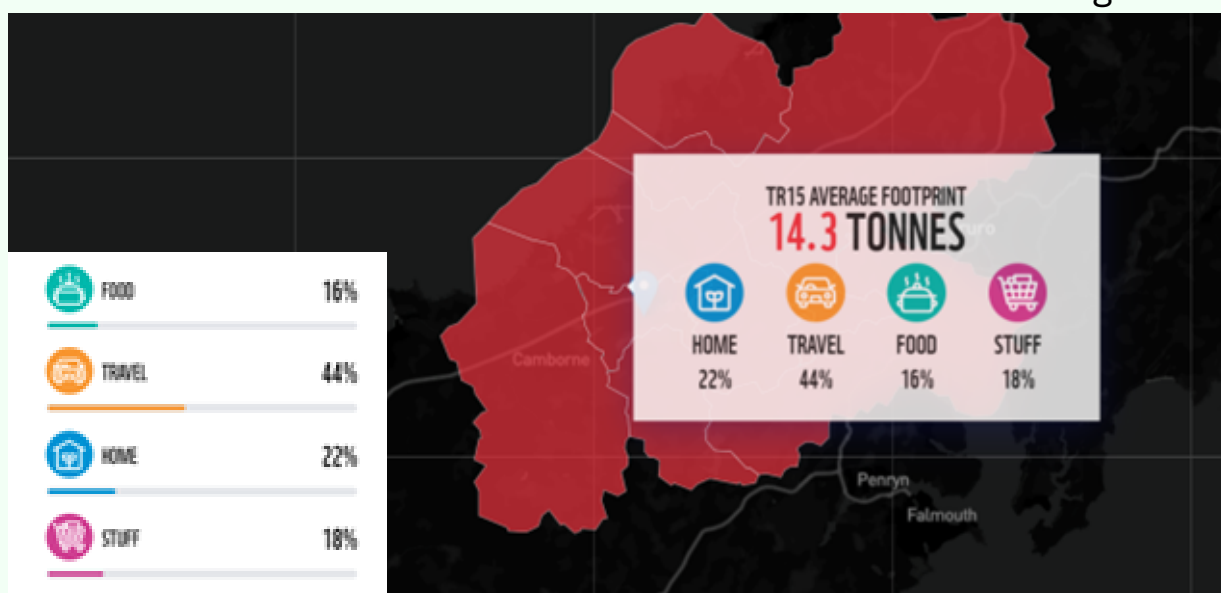 TR15 AVERAGE FOOTPRINT
14.3 TONNES
HOME TRAVEL FOOD STUFF
22% 44% 16% 18%
FOOD 16%
TRAVEL 44%
HOME 22%
STUFF 18%
Camborne
Penryn
Falmouth